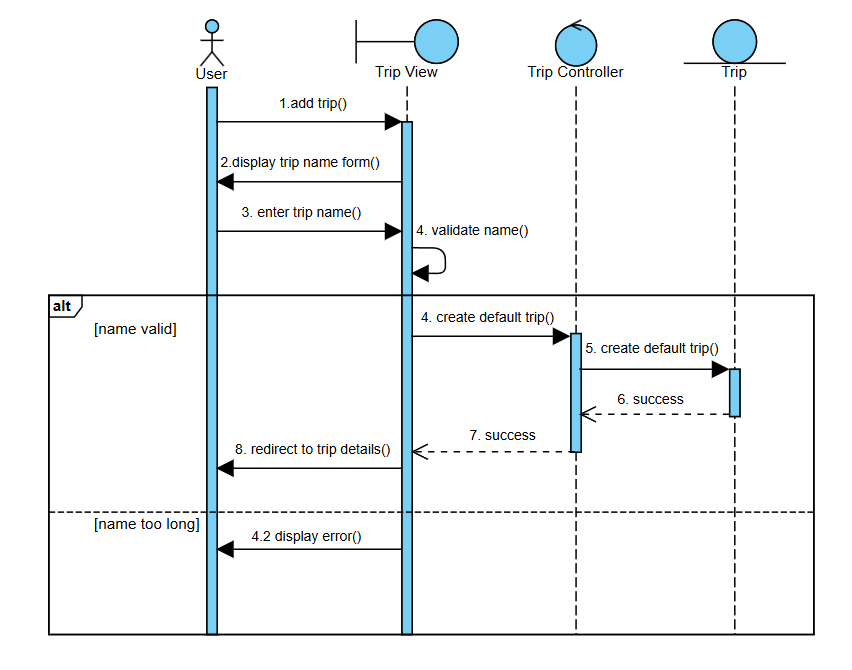 User
Trip View
Trip Controller
Trip
1.add trip()
2.display trip name form()
3. enter trip name()
4. validate name()
alt
[name valid]
4. create default trip()
5. create default trip()
6. success
7. success
8. redirect to trip details()
[name too long]
4.2 display error()